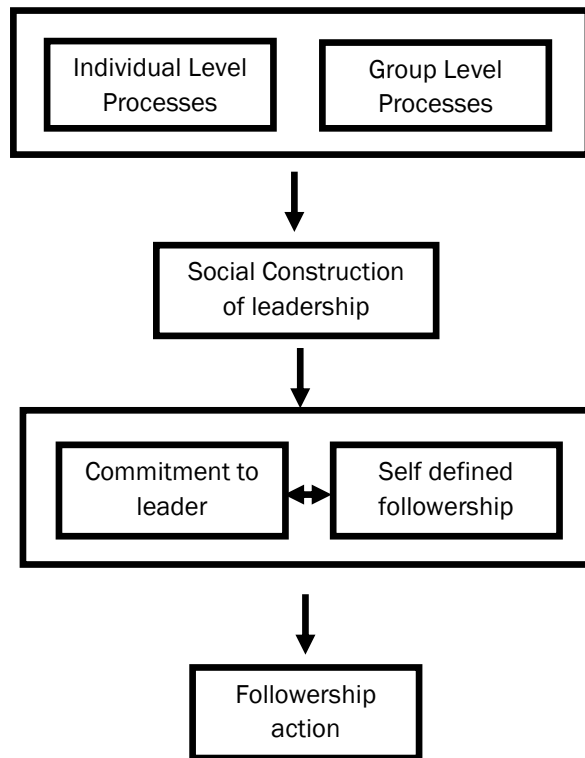 Individual Level
Processes
Group Level
Processes
Social Construction
of leadership
Commitment to
leader
Self defined
followership
Followership
action